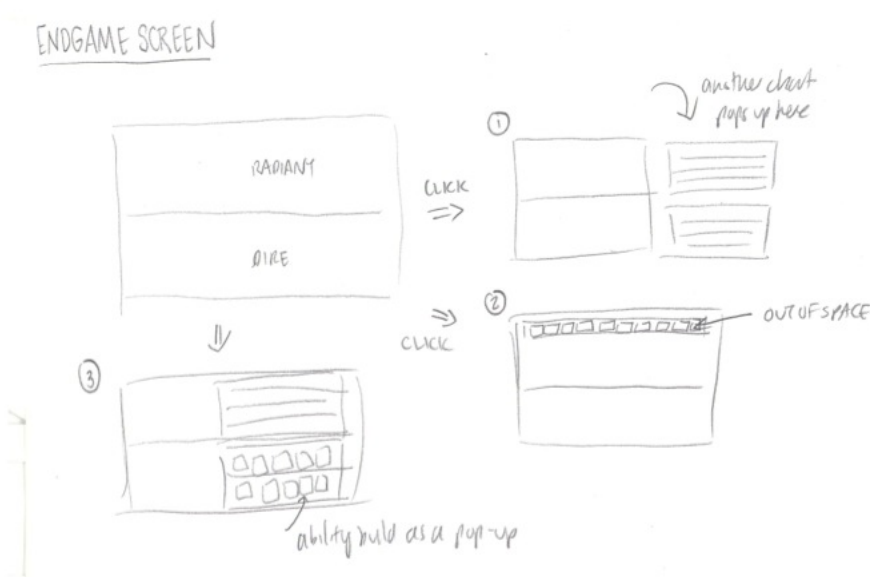 ENDGAME SCREEN
another chart
pops up here
①
RADIANT
CLICK
DIRE
②
OUT OF SPACE
CLICK
③
ability build as a pop-up